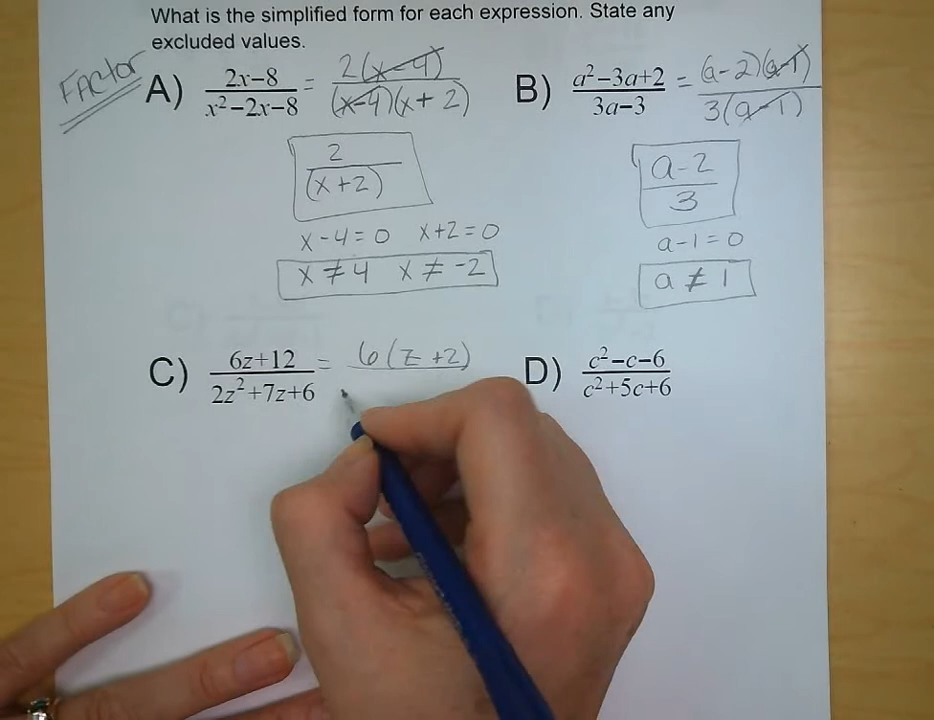 What is the simplified form for each expression. State any
excluded values.
FACTOR
A) (2x-8)/(x²-2x-8) = 2(x-4)/((x-4)(x+2))
2/(x+2)
x-4=0 x+2=0
x≠4 x≠-2
B) (a²-3a+2)/(3a-3) = (a-2)(a-1)/(3(a-1))
(a-2)/3
a-1=0
a≠1
C) (6z+12)/(2z²+7z+6) = 6(z+2)
D) (c²-c-6)/(c²+5c+6)